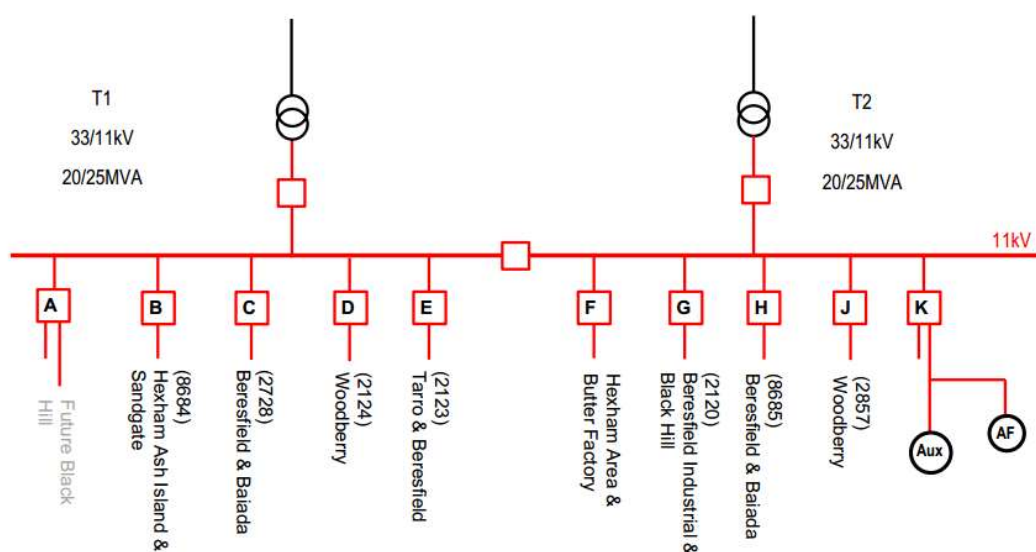 T1
33/11kV
20/25MVA
T2
33/11kV
20/25MVA
11kV
A
B
C
D
E
F
G
H
J
K
Future Black
Hill
(8684)
Hexham Ash Island &
Sandgate
(2728)
Beresfield & Baiada
(2124)
Woodberry
(2123)
Tarro & Beresfield
Hexham Area &
Butter Factory
(2120)
Beresfield Industrial &
Black Hill
(8685)
Beresfield & Baiada
(2857)
Woodberry
Aux
AF